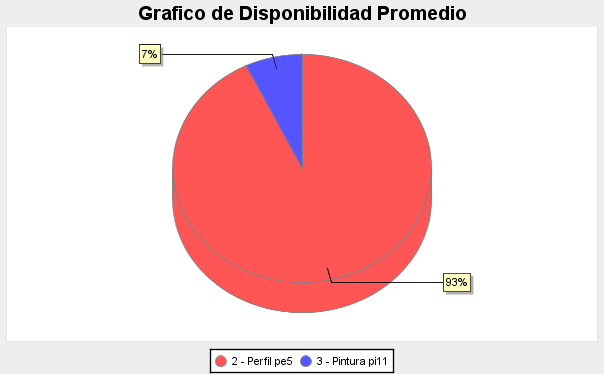 Grafico de Disponibilidad Promedio
7%
93%
2 - Perfil pe5 3 - Pintura pi11